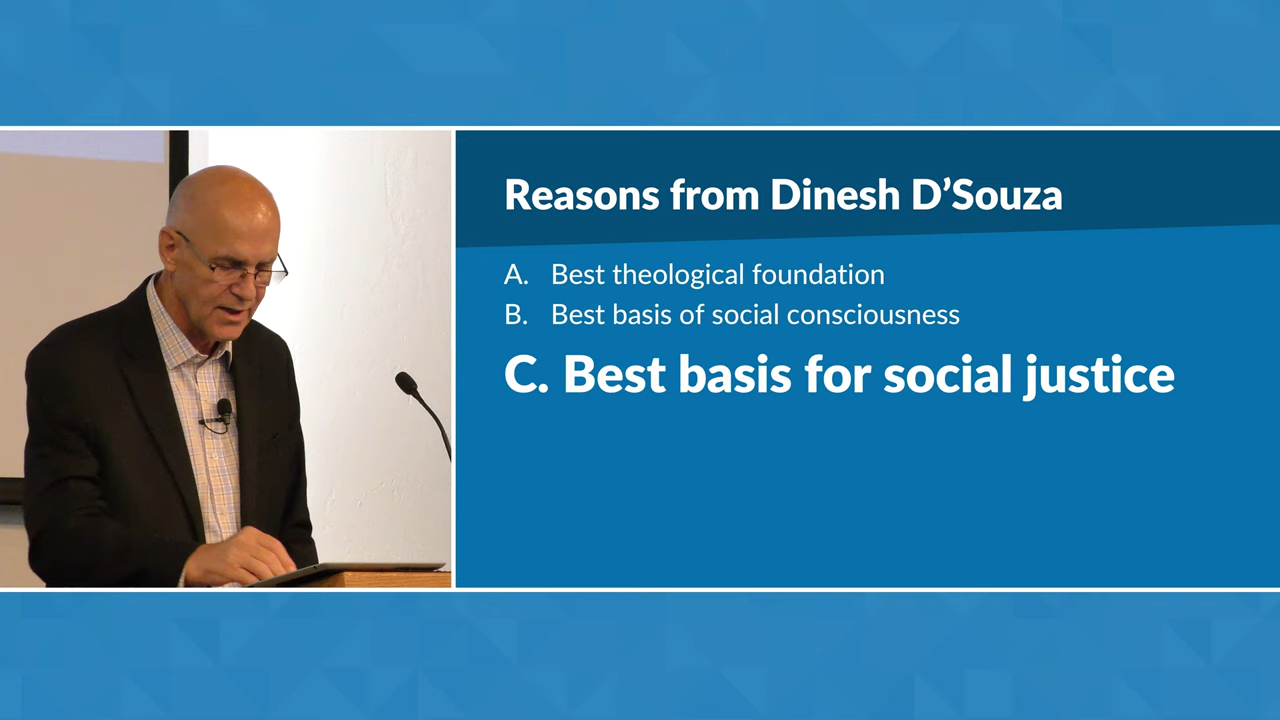 Reasons from Dinesh D’Souza
A. Best theological foundation
B. Best basis of social consciousness
C. Best basis for social justice